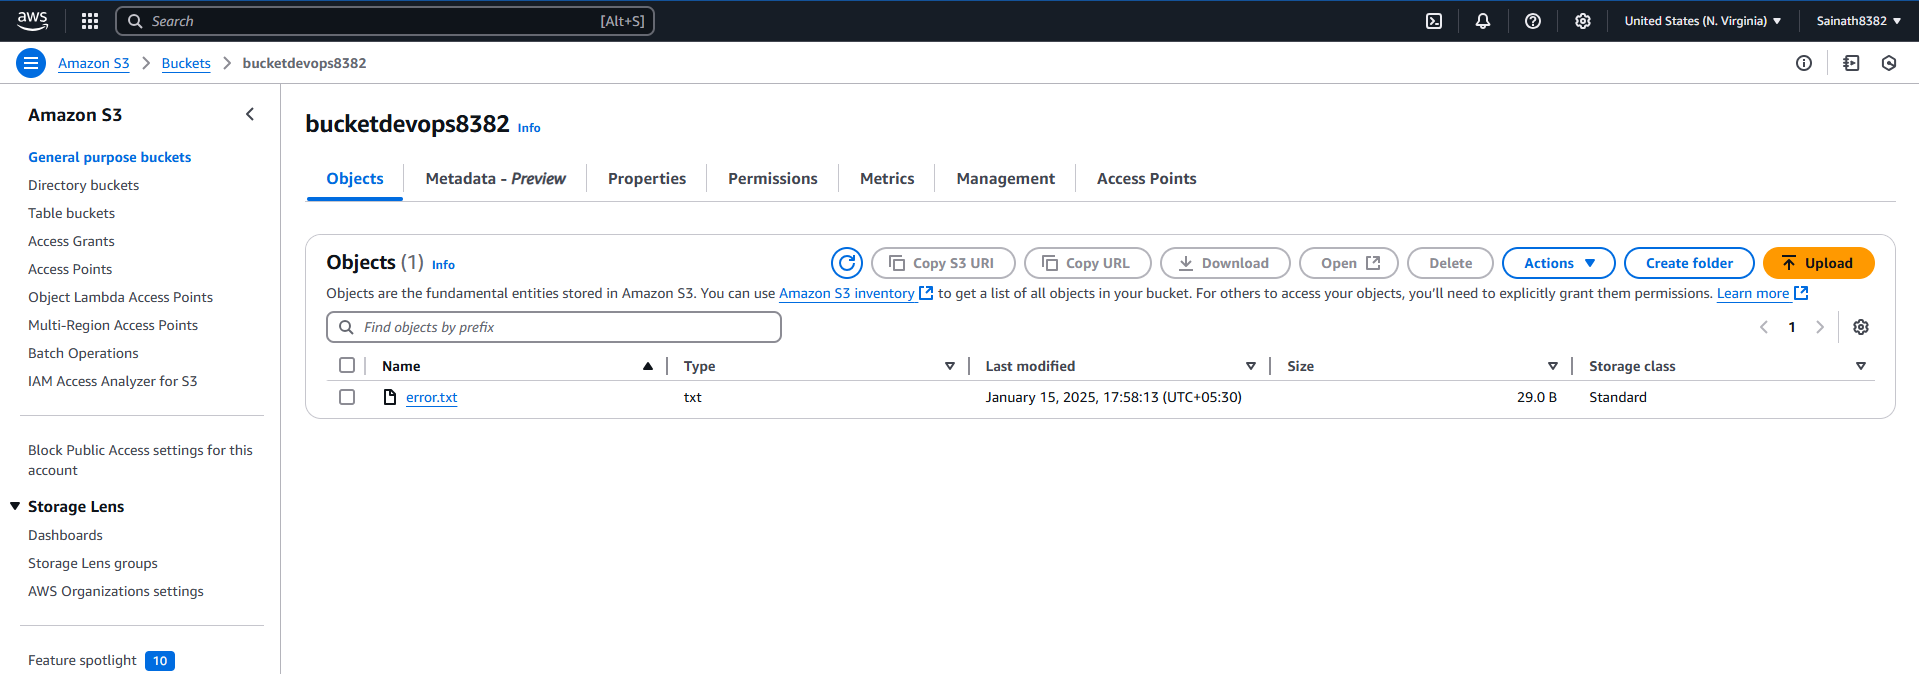 aws
Search [Alt+S]
United States (N. Virginia)
Sainath8382
Amazon S3
Buckets
bucketdevops8382
Amazon S3
General purpose buckets
Directory buckets
Table buckets
Access Grants
Access Points
Object Lambda Access Points
Multi-Region Access Points
Batch Operations
IAM Access Analyzer for S3
Block Public Access settings for this
account
Storage Lens
Dashboards
Storage Lens groups
AWS Organizations settings
Feature spotlight 10
bucketdevops8382 Info
Objects Metadata - Preview Properties Permissions Metrics Management Access Points
Objects (1) Info
Copy S3 URI Copy URL Download Open Delete Actions Create folder Upload
Objects are the fundamental entities stored in Amazon S3. You can use Amazon S3 inventory to get a list of all objects in your bucket. For others to access your objects, you'll need to explicitly grant them permissions. Learn more
Find objects by prefix
1
Name Type Last modified Size Storage class
error.txt txt January 15, 2025, 17:58:13 (UTC+05:30) 29.0 B Standard